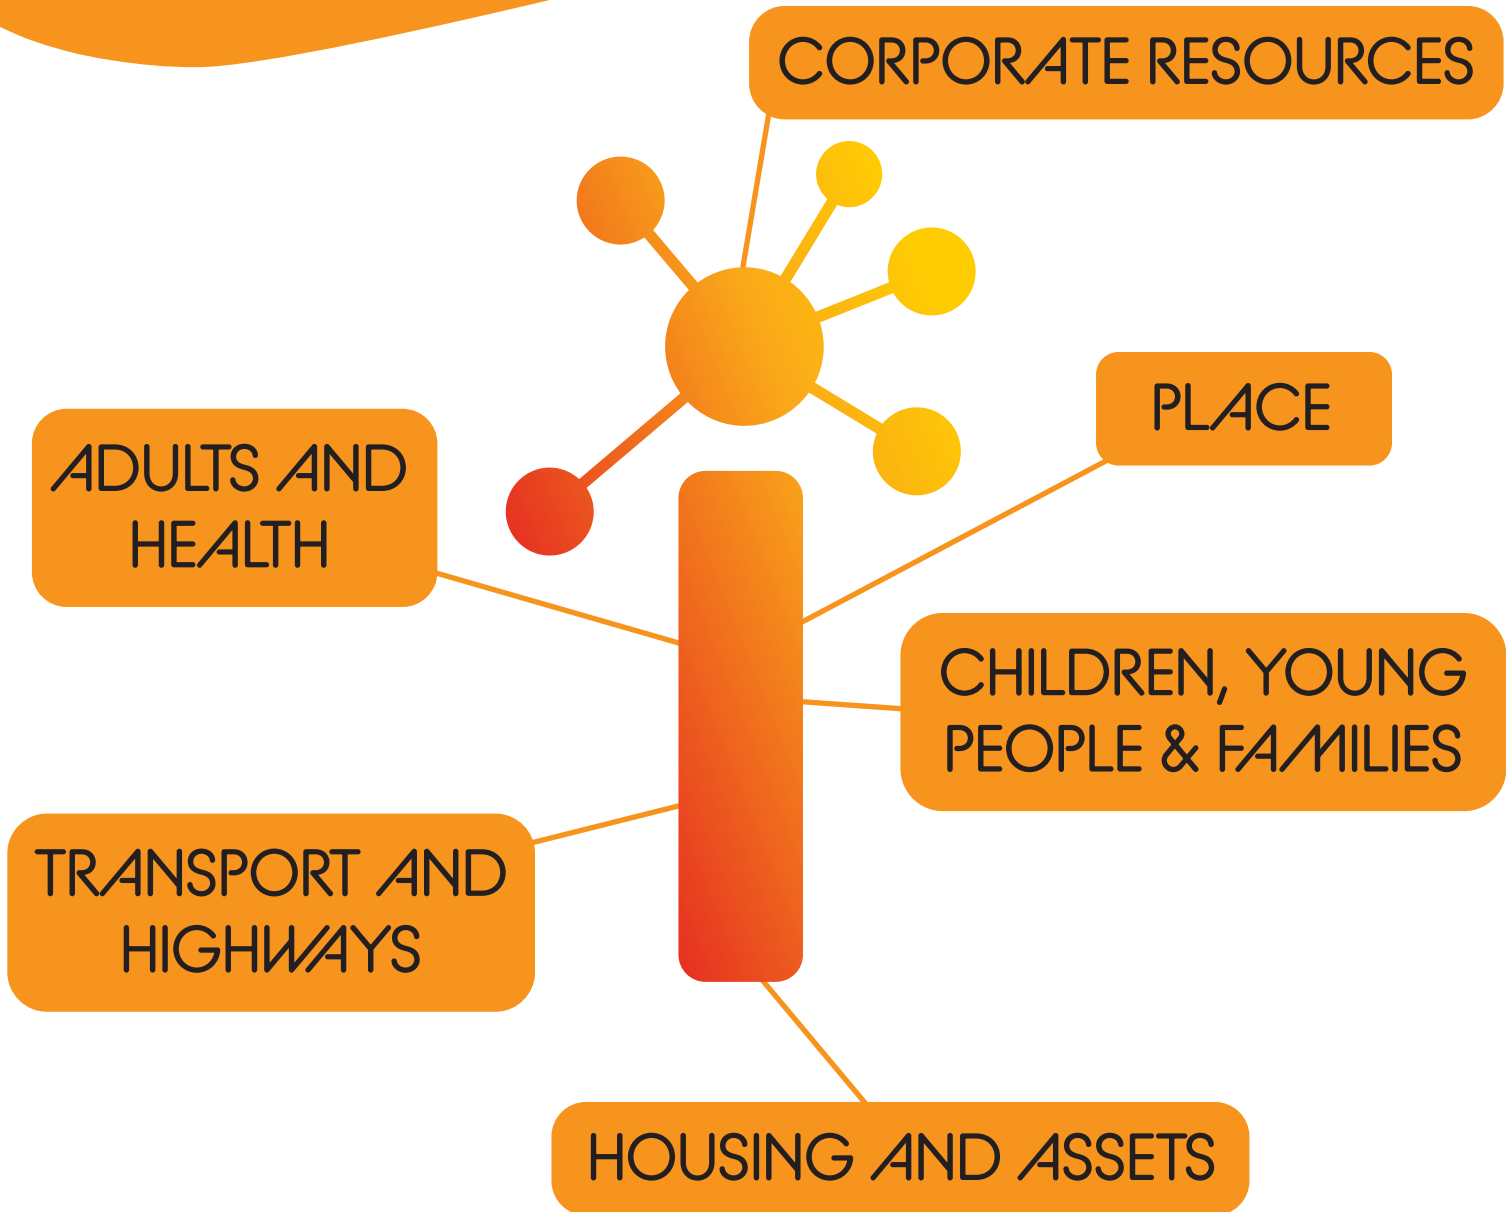 CORPORATE RESOURCES
PLACE
ADULTS AND
HEALTH
CHILDREN, YOUNG
PEOPLE & FAMILIES
TRANSPORT AND
HIGHWAYS
HOUSING AND ASSETS